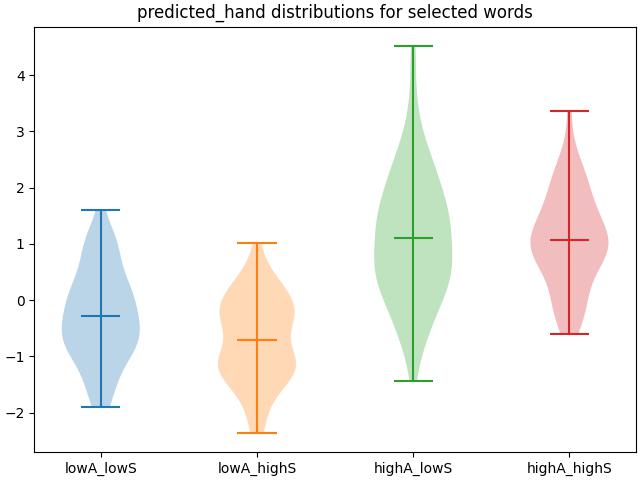 predicted_hand distributions for selected words
4
3
2
1
0
−1
−2
lowA_lowS
lowA_highS
highA_lowS
highA_highS